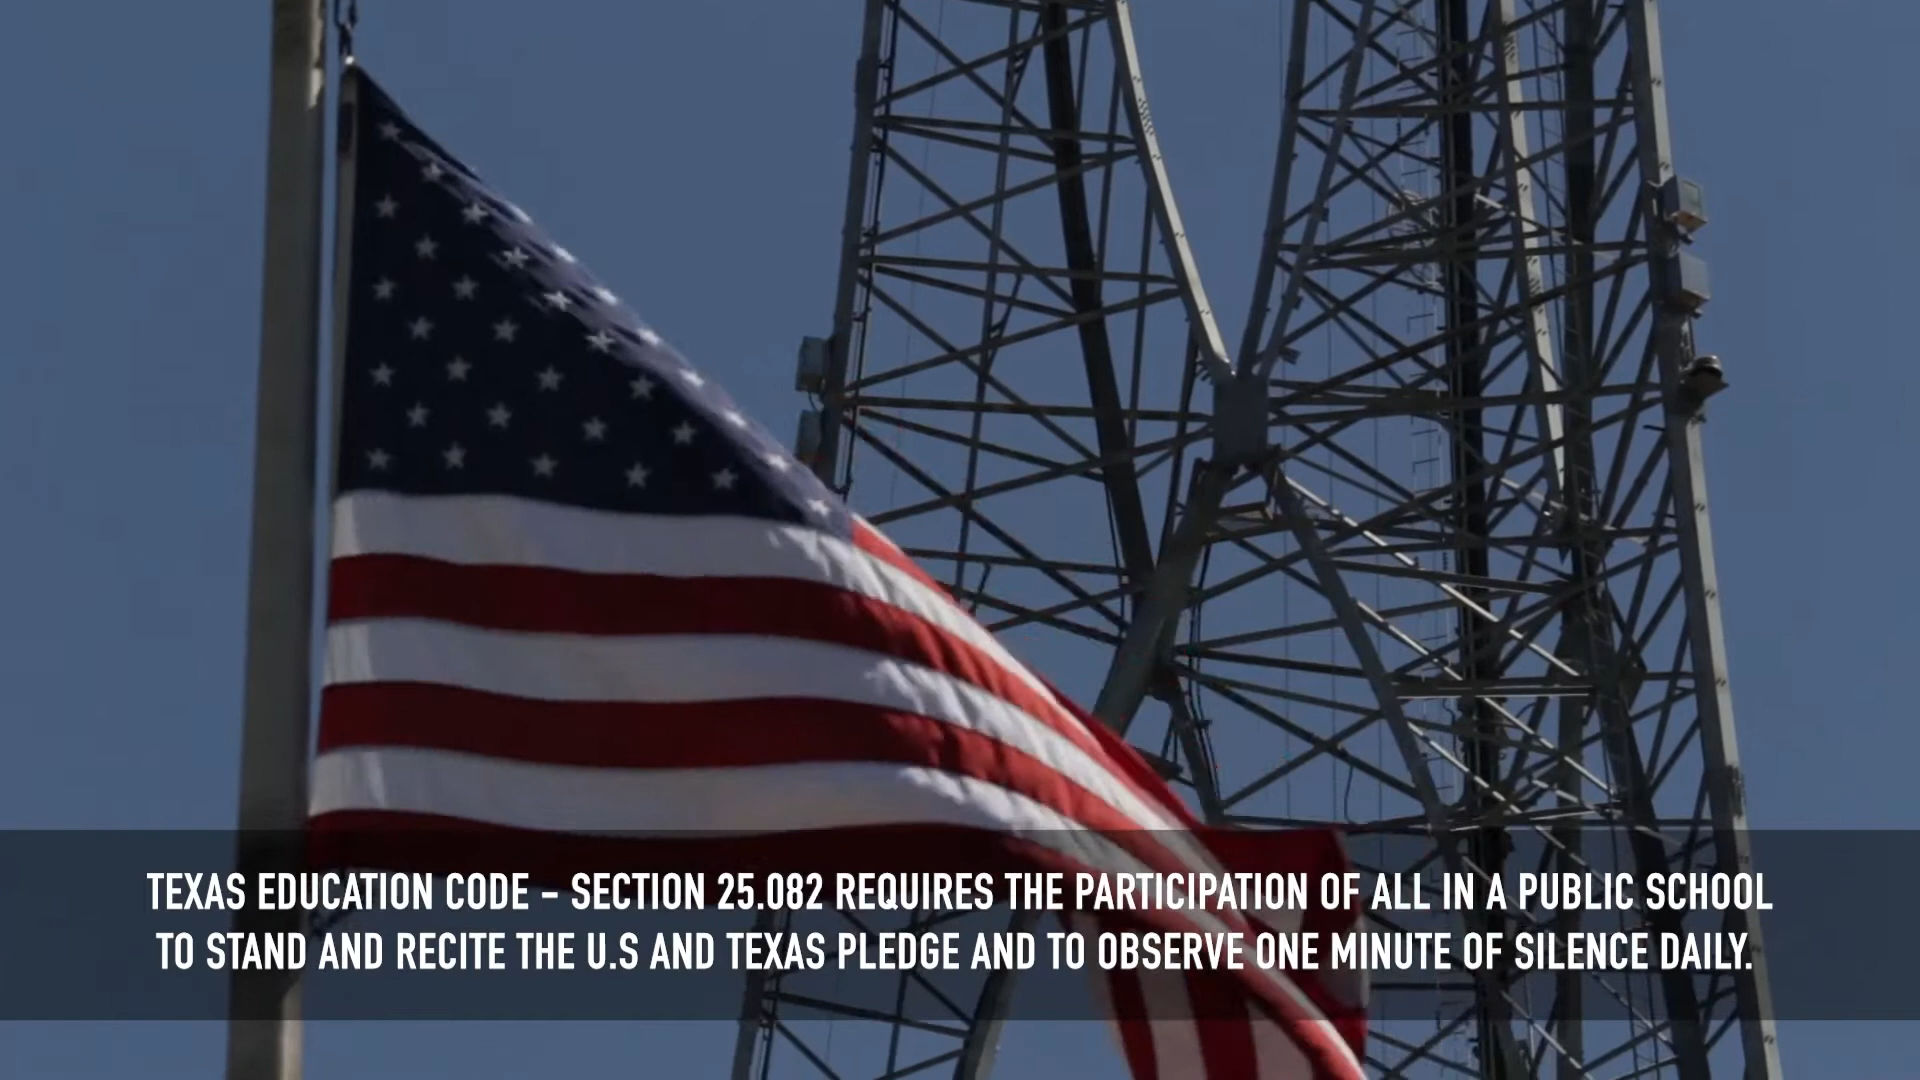 TEXAS EDUCATION CODE – SECTION 25.082 REQUIRES THE PARTICIPATION OF ALL IN A PUBLIC SCHOOL
TO STAND AND RECITE THE U.S AND TEXAS PLEDGE AND TO OBSERVE ONE MINUTE OF SILENCE DAILY.